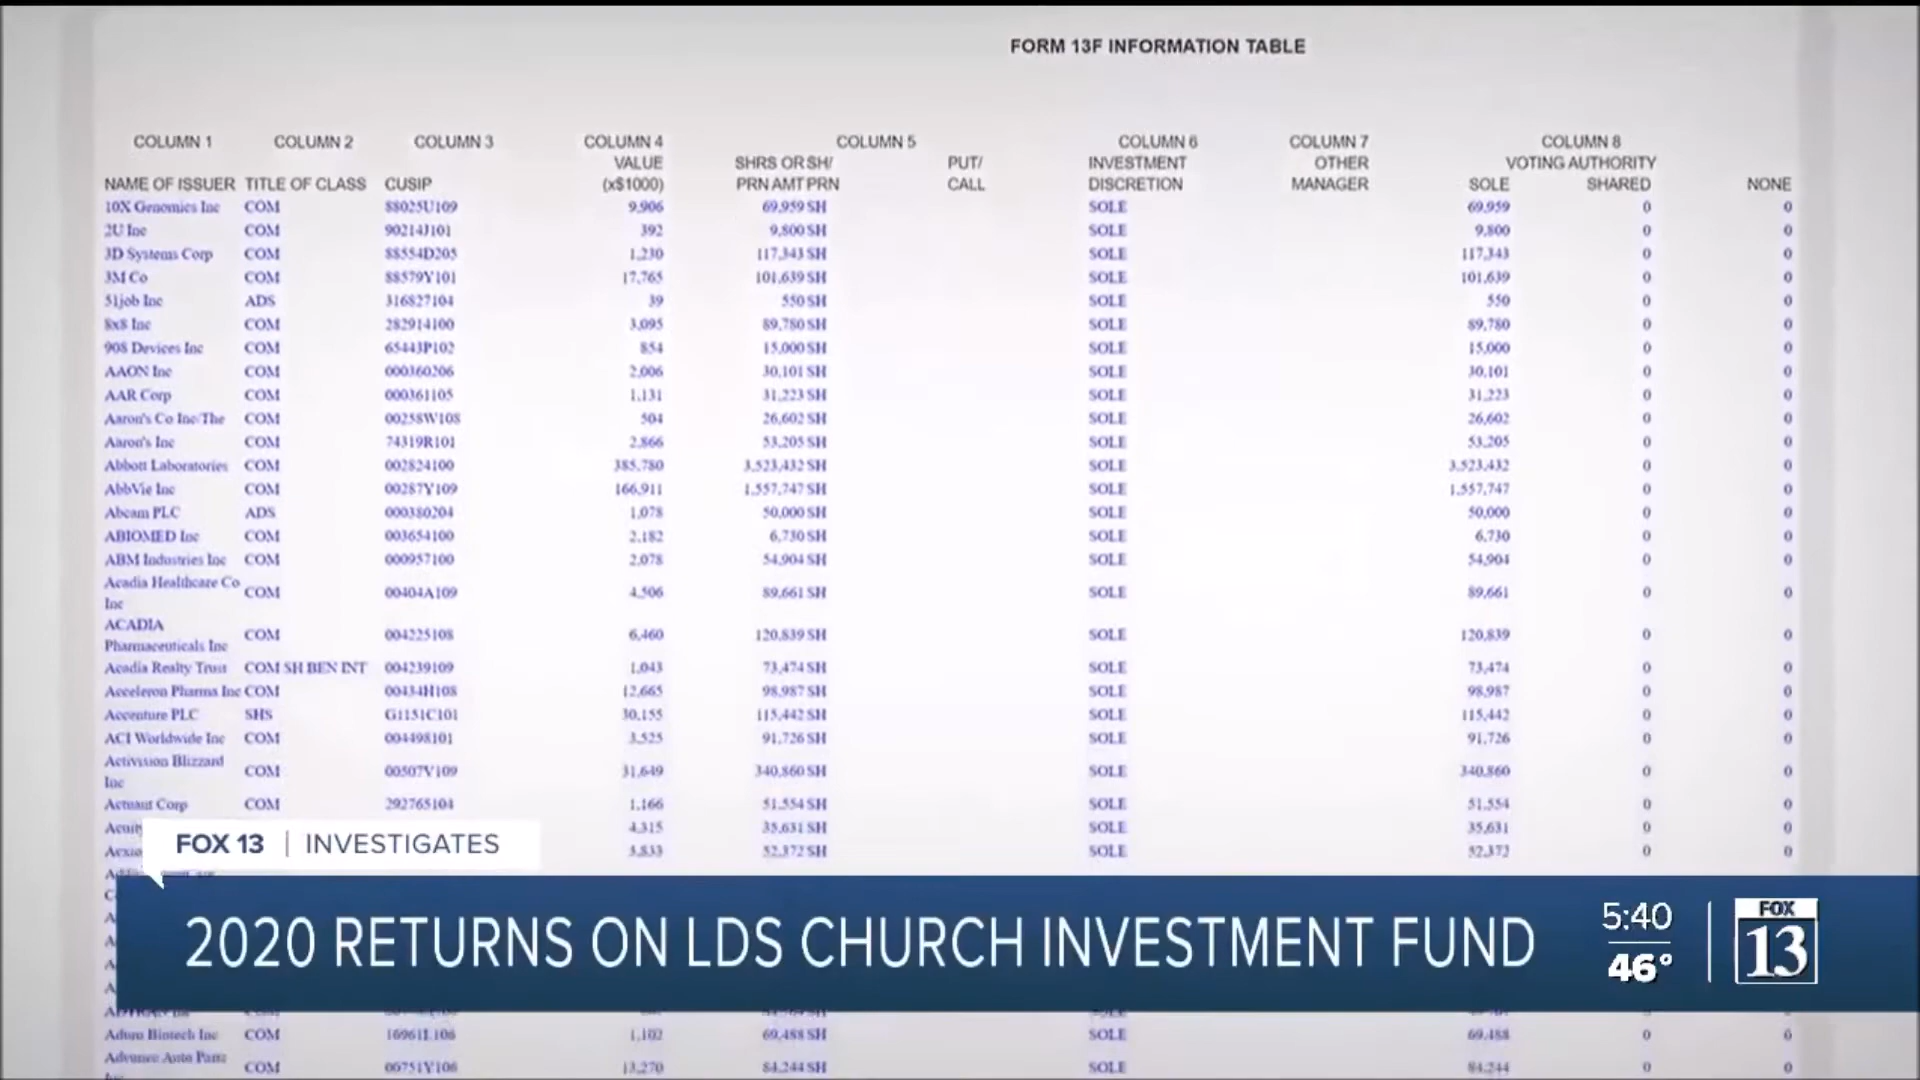 FORM 13F INFORMATION TABLE
COLUMN 1 COLUMN 2 COLUMN 3 COLUMN 4 COLUMN 5 COLUMN 6 COLUMN 7 COLUMN 8
VALUE SHRS OR SH/ PUT/ INVESTMENT OTHER VOTING AUTHORITY
NAME OF ISSUER TITLE OF CLASS CUSIP (x$1000) PRN AMT PRN CALL DISCRETION MANAGER SOLE SHARED NONE
10X Genomics Inc COM 88025U109 9,906 69,959 SH SOLE 69,959 0 0
2U Inc COM 90214J101 392 9,800 SH SOLE 9,800 0 0
3D Systems Corp COM 88554D205 1,230 117,343 SH SOLE 117,343 0 0
3M Co COM 88579Y101 17,765 101,639 SH SOLE 101,639 0 0
51job Inc ADS 316827104 39 550 SH SOLE 550 0 0
8x8 Inc COM 282914100 3,095 89,780 SH SOLE 89,780 0 0
908 Devices Inc COM 65443P102 854 15,000 SH SOLE 15,000 0 0
AAON Inc COM 000360206 2,006 30,101 SH SOLE 30,101 0 0
AAR Corp COM 000361105 1,131 31,223 SH SOLE 31,223 0 0
Aaron's Co Inc/The COM 00258W108 504 26,602 SH SOLE 26,602 0 0
Aaron's Inc COM 74319R101 2,866 53,205 SH SOLE 53,205 0 0
Abbott Laboratories COM 002824100 385,780 3,523,432 SH SOLE 3,523,432 0 0
AbbVie Inc COM 00287Y109 166,911 1,557,747 SH SOLE 1,557,747 0 0
Abcam PLC ADS 000380204 1,078 50,000 SH SOLE 50,000 0 0
ABIOMED Inc COM 003654100 2,182 6,730 SH SOLE 6,730 0 0
ABM Industries Inc COM 000957100 2,078 54,904 SH SOLE 54,904 0 0
Acadia Healthcare Co
Inc COM 00404A109 4,506 89,661 SH SOLE 89,661 0 0
ACADIA
Pharmaceuticals Inc COM 004225108 6,460 120,839 SH SOLE 120,839 0 0
Acadia Realty Trust COM SH BEN INT 004239109 1,043 73,474 SH SOLE 73,474 0 0
Acceleron Pharma Inc COM 00434H108 12,665 98,987 SH SOLE 98,987 0 0
Accenture PLC SHS G1151C101 30,155 115,442 SH SOLE 115,442 0 0
ACI Worldwide Inc COM 004498101 3,525 91,726 SH SOLE 91,726 0 0
Activision Blizzard
Inc COM 00507V109 31,649 340,860 SH SOLE 340,860 0 0
Actuant Corp COM 292765104 1,166 51,554 SH SOLE 51,554 0 0
4,315 35,631 SH SOLE 35,631 0 0
3,833 52,372 SH SOLE 52,372 0 0
FOX 13 | INVESTIGATES
2020 RETURNS ON LDS CHURCH INVESTMENT FUND
5:40
46°
FOX
13
Aduro Biotech Inc COM 1,102 69,488 SH SOLE 69,488 0 0
Advance Auto Parts
COM 00751Y106 13,270 84,244 SH SOLE 84,244 0 0